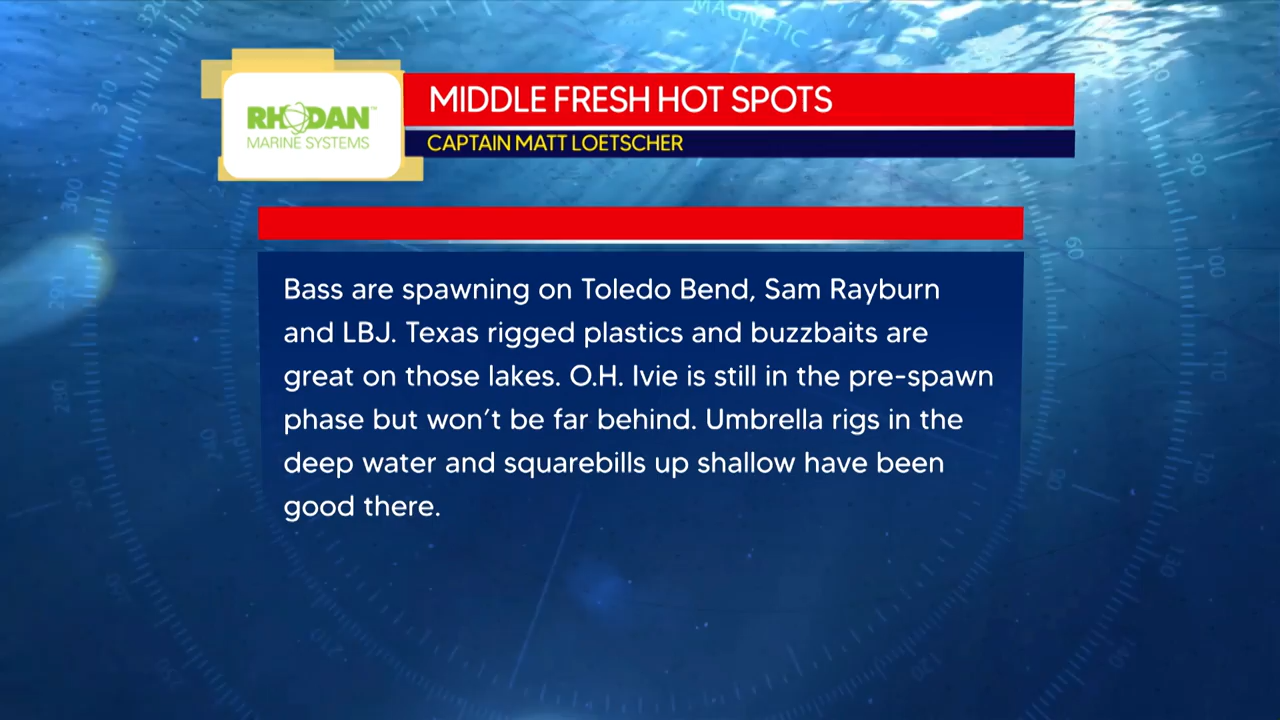 MAGNETIC
RHODAN™
MARINE SYSTEMS
MIDDLE FRESH HOT SPOTS
CAPTAIN MATT LOETSCHER
Bass are spawning on Toledo Bend, Sam Rayburn
and LBJ. Texas rigged plastics and buzzbaits are
great on those lakes. O.H. Ivie is still in the pre-spawn
phase but won't be far behind. Umbrella rigs in the
deep water and squarebills up shallow have been
good there.